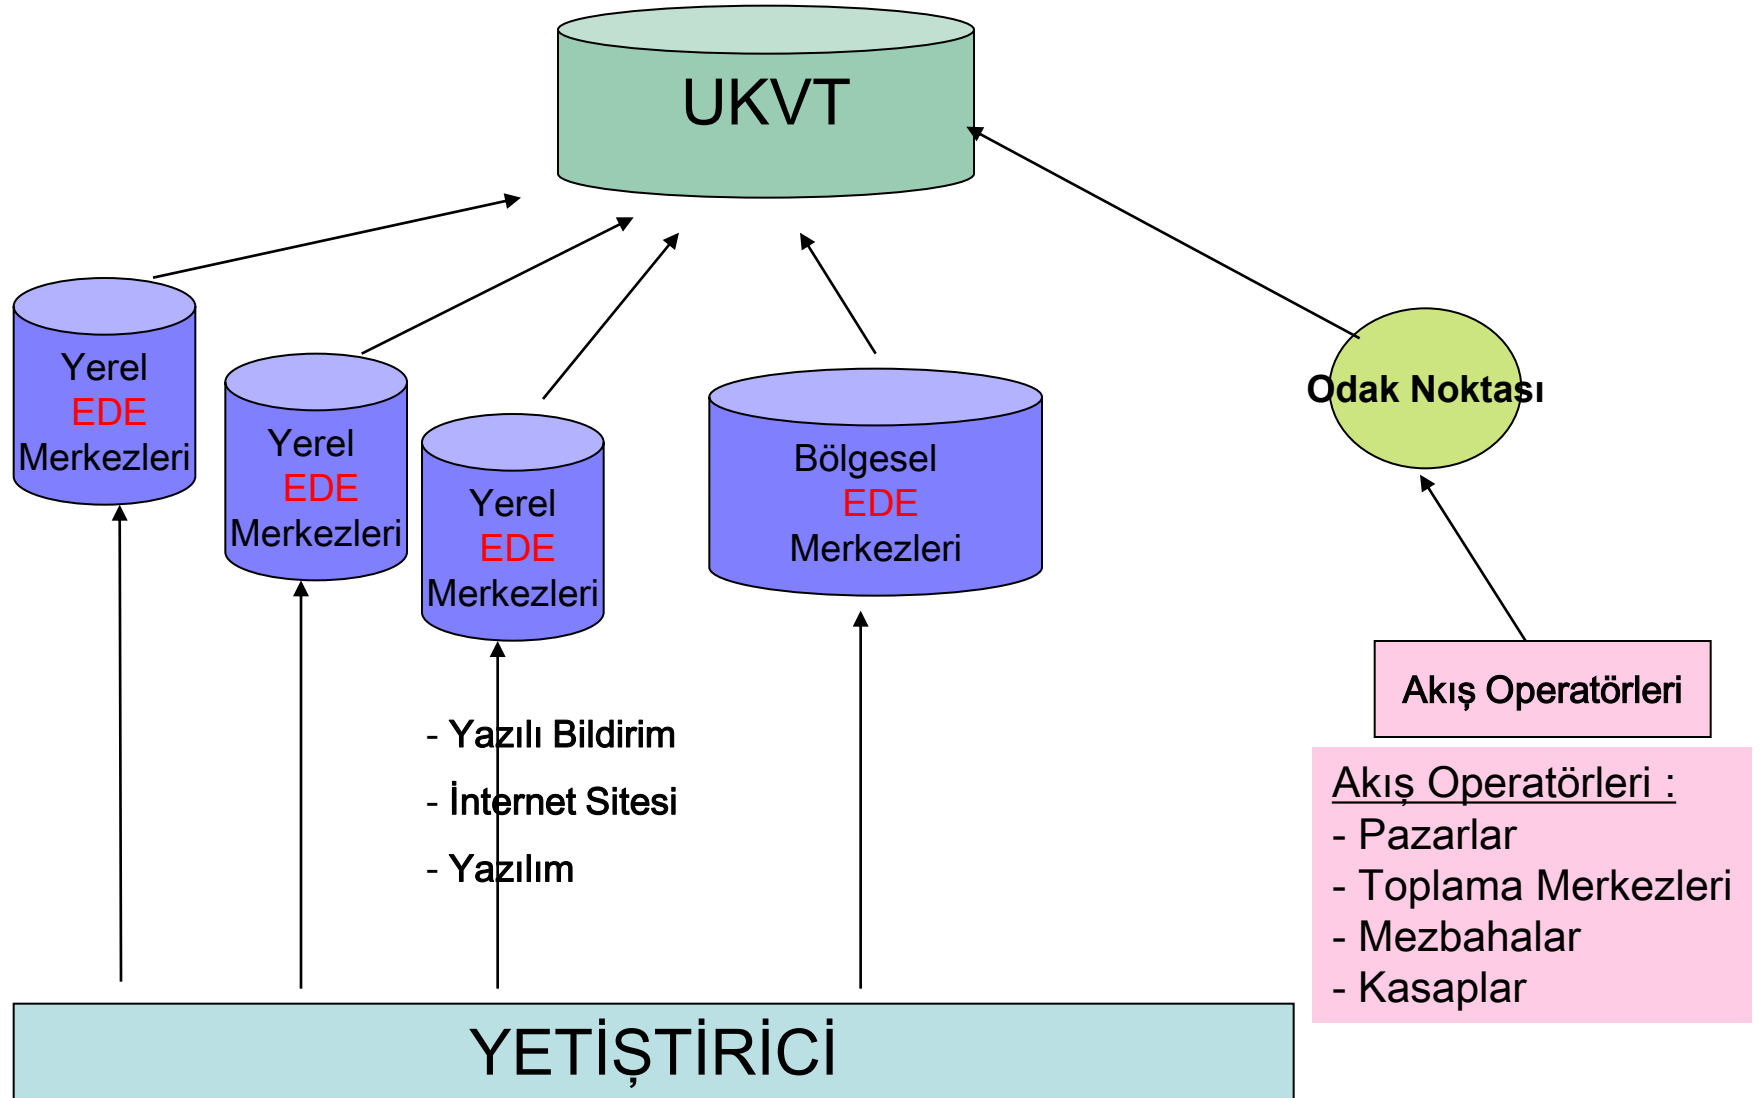 UKVT
Yerel
EDE
Merkezleri
Yerel
EDE
Merkezleri
Yerel
EDE
Merkezleri
Bölgesel
EDE
Merkezleri
Odak Noktası
Akış Operatörleri
- Yazılı Bildirim
- İnternet Sitesi
- Yazılım
Akış Operatörleri :
- Pazarlar
- Toplama Merkezleri
- Mezbahalar
- Kasaplar
YETİŞTİRİCİ